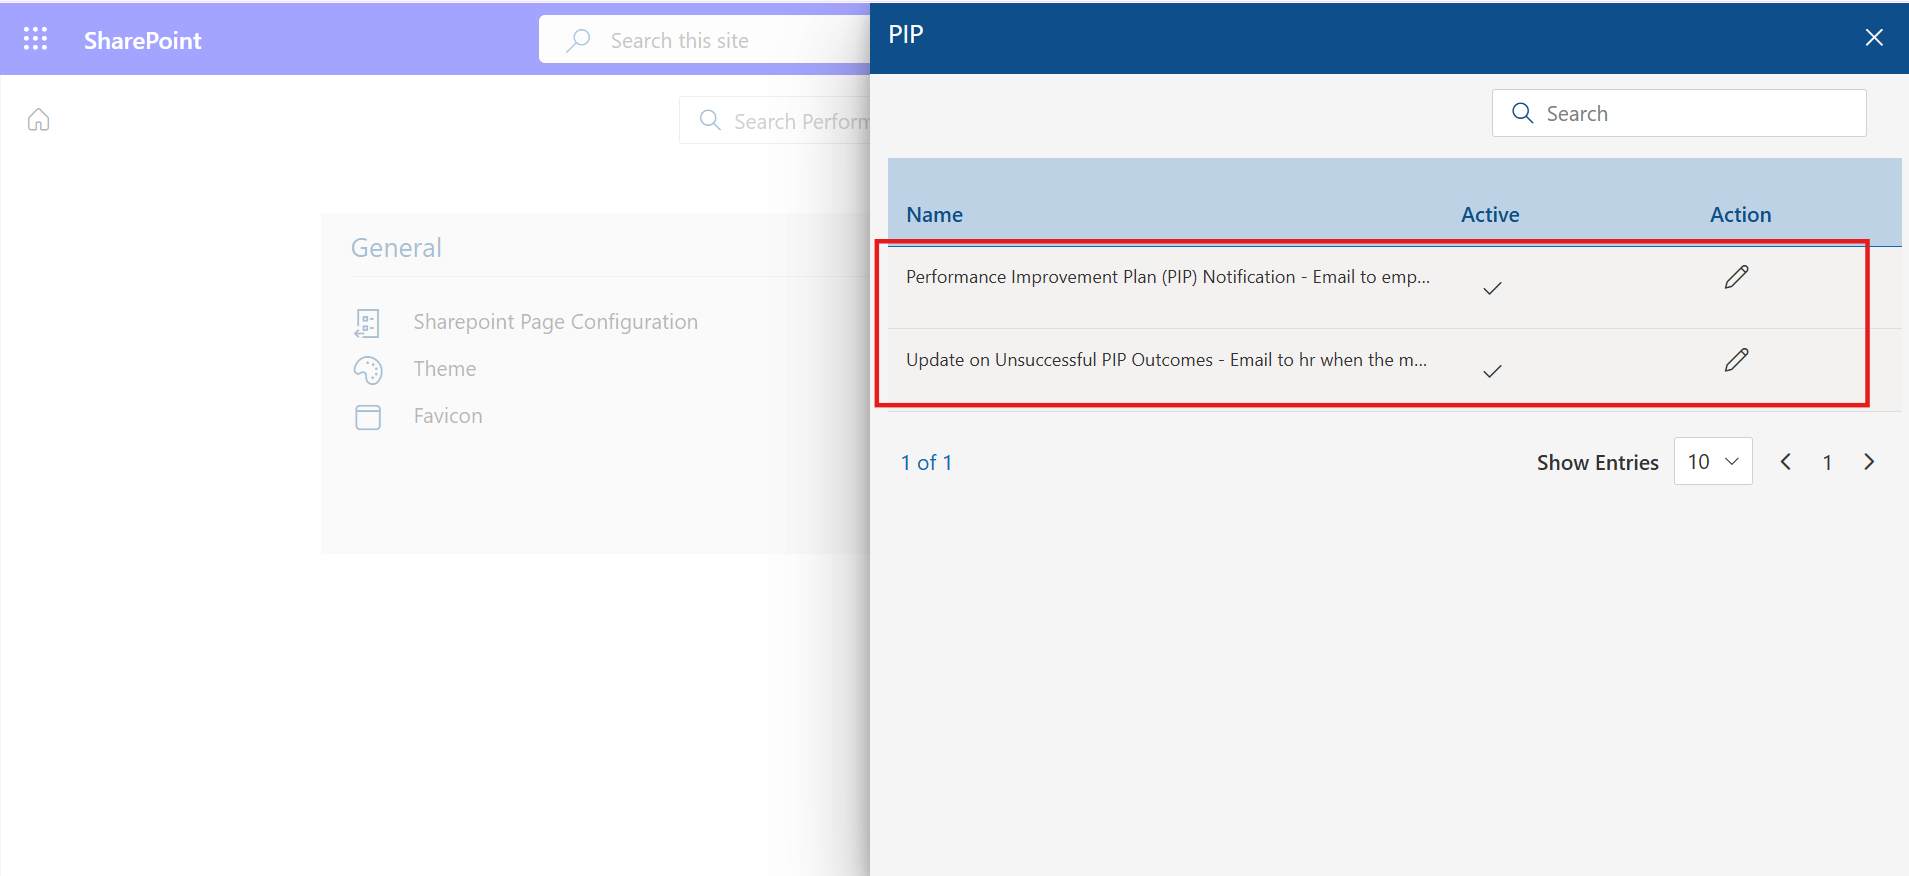 SharePoint
Search this site
Search Perform
General
Sharepoint Page Configuration
Theme
Favicon
PIP
Search
Name Active Action
Performance Improvement Plan (PIP) Notification - Email to emp...
Update on Unsuccessful PIP Outcomes - Email to hr when the m...
1 of 1
Show Entries 10 1